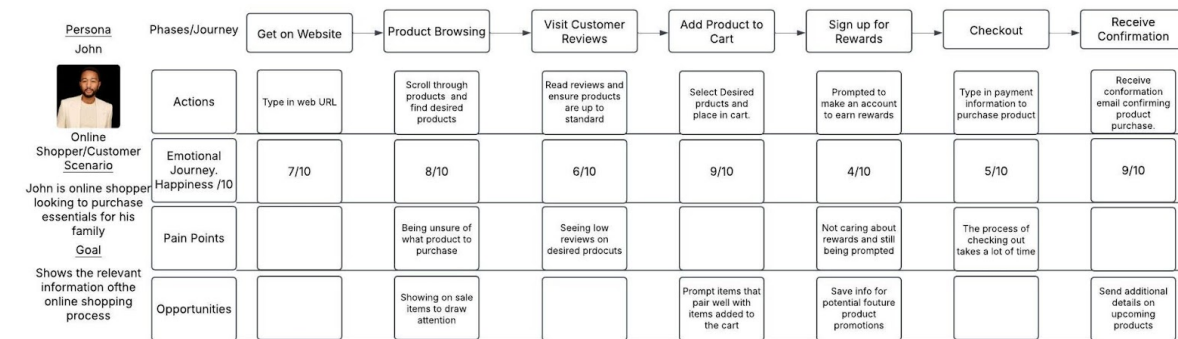 Persona
John
Online
Shopper/Customer
Scenario
John is online shopper
looking to purchase
essentials for his
family
Goal
Shows the relevant
information ofthe
online shopping
process
Phases/Journey
Get on Website
Product Browsing
Visit Customer
Reviews
Add Product to
Cart
Sign up for
Rewards
Checkout
Receive
Confirmation
Actions
Type in web URL
Scroll through
products and
find desired
products
Read reviews and
ensure products
are up to
standard
Select Desired
prducts and
place in cart.
Prompted to
make an account
to earn rewards
Type in payment
information to
purchase product
Receive
conformation
email confirming
product
purchase.
Emotional
Journey.
Happiness /10
7/10
8/10
6/10
9/10
4/10
5/10
9/10
Pain Points
Being unsure of
what product to
purchase
Seeing low
reviews on
desired prdocuts
Not caring about
rewards and still
being prompted
The process of
checking out
takes a lot of time
Opportunities
Showing on sale
items to draw
attention
Prompt items that
pair well with
items added to
the cart
Save info for
potential fouture
product
promotions
Send additional
details on
upcoming
products